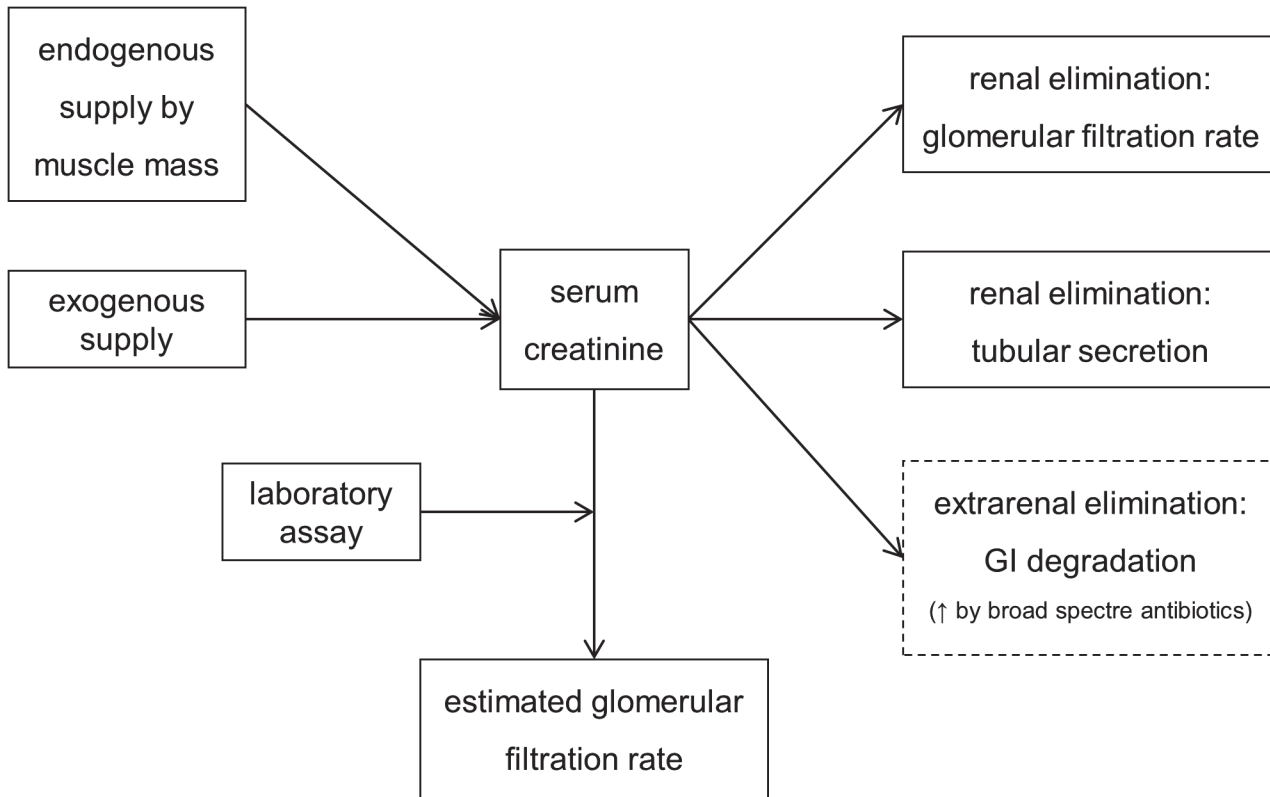 endogenous
supply by
muscle mass
exogenous
supply
serum
creatinine
laboratory
assay
estimated glomerular
filtration rate
renal elimination:
glomerular filtration rate
renal elimination:
tubular secretion
extrarenal elimination:
GI degradation
(↑ by broad spectre antibiotics)